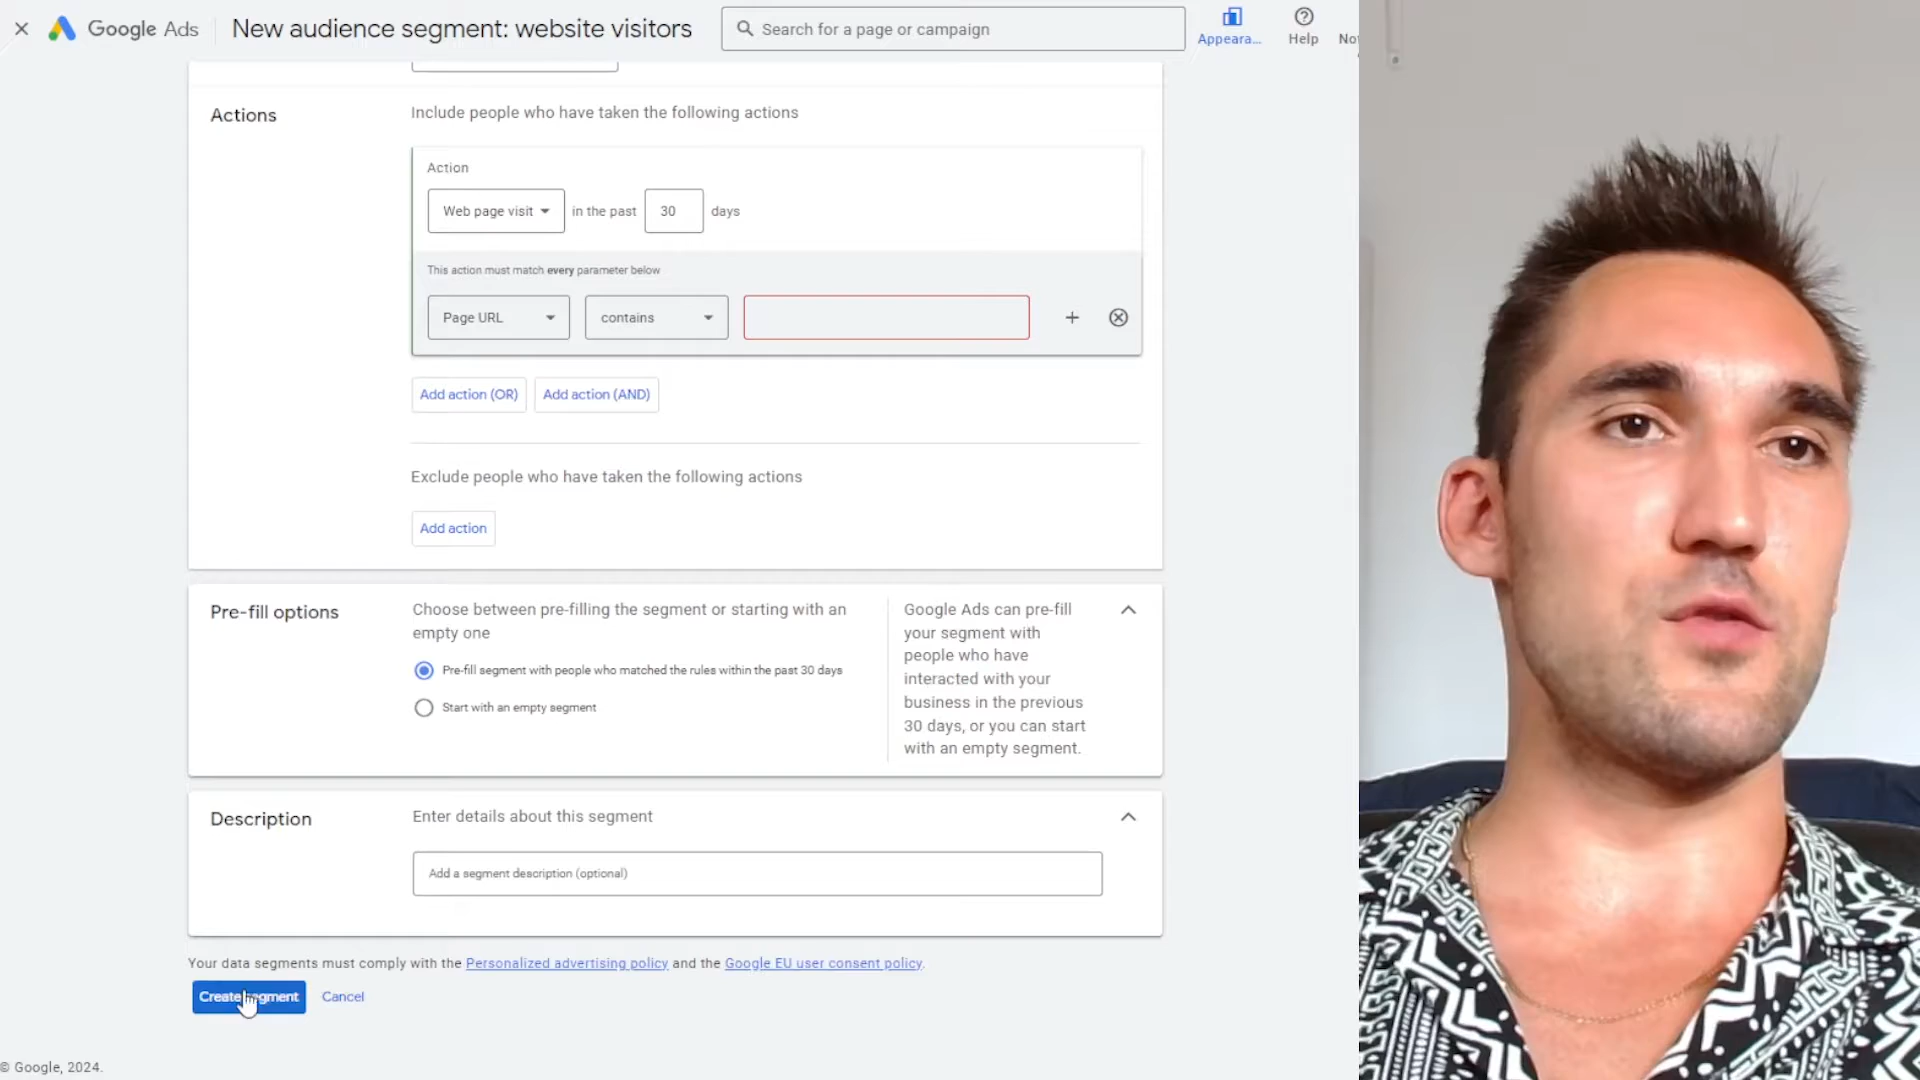 Google Ads
New audience segment: website visitors
Search for a page or campaign
Appeara...
Help
Actions
Include people who have taken the following actions
Action
Web page visit
in the past
30
days
This action must match every parameter below
Page URL
contains
Add action (OR)
Add action (AND)
Exclude people who have taken the following actions
Add action
Pre-fill options
Choose between pre-filling the segment or starting with an
empty one
Pre-fill segment with people who matched the rules within the past 30 days
Start with an empty segment
Google Ads can pre-fill
your segment with
people who have
interacted with your
business in the previous
30 days, or you can start
with an empty segment.
Description
Enter details about this segment
Add a segment description (optional)
Your data segments must comply with the Personalized advertising policy and the Google EU user consent policy.
Create segment
Cancel
© Google, 2024.